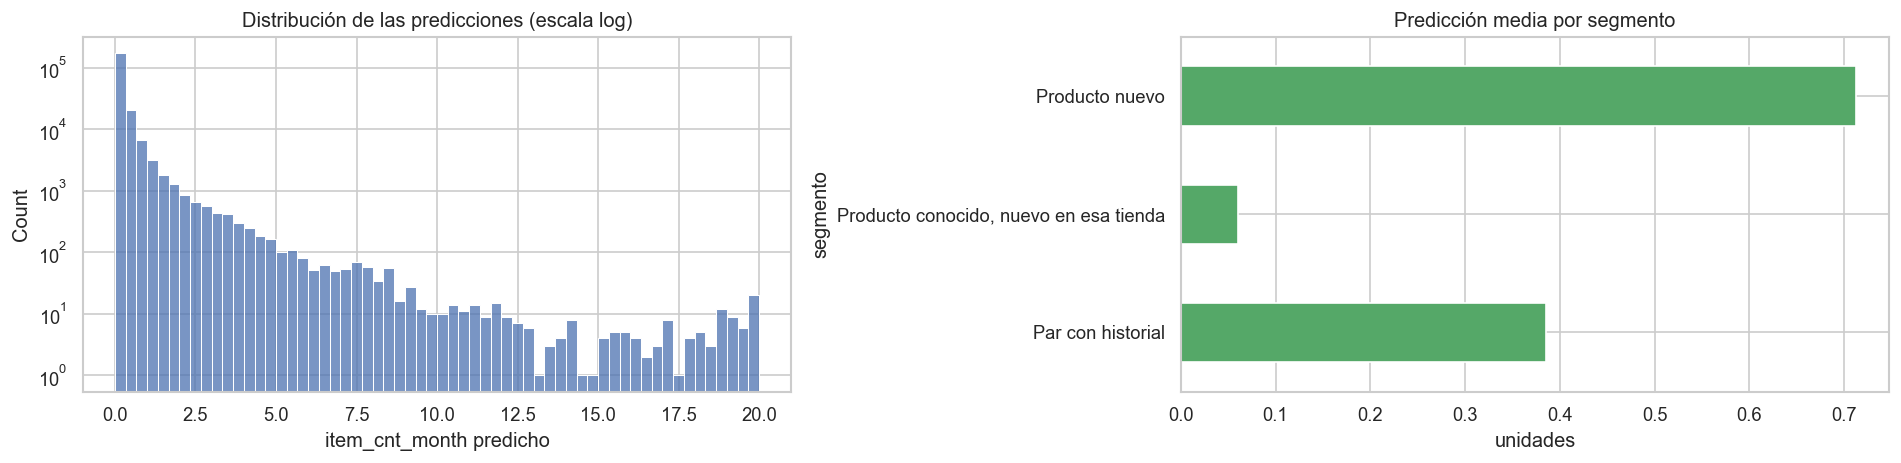 Distribución de las predicciones (escala log)
Count
10^5
10^4
10^3
10^2
10^1
10^0
0.0 2.5 5.0 7.5 10.0 12.5 15.0 17.5 20.0
item_cnt_month predicho
Predicción media por segmento
segmento
Producto nuevo
Producto conocido, nuevo en esa tienda
Par con historial
0.0 0.1 0.2 0.3 0.4 0.5 0.6 0.7
unidades